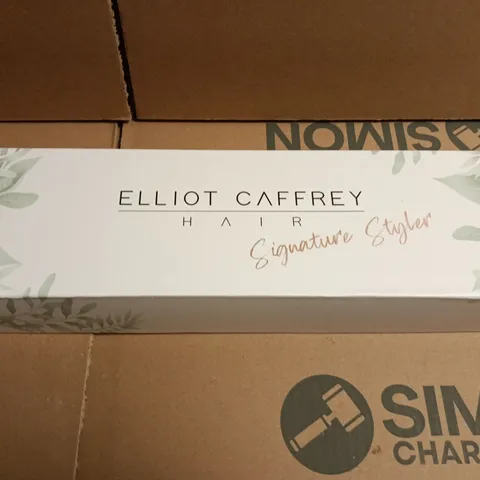 SIMON
ELLIOT CAFFREY
HAIR
Signature Styler
SIM
CHAR